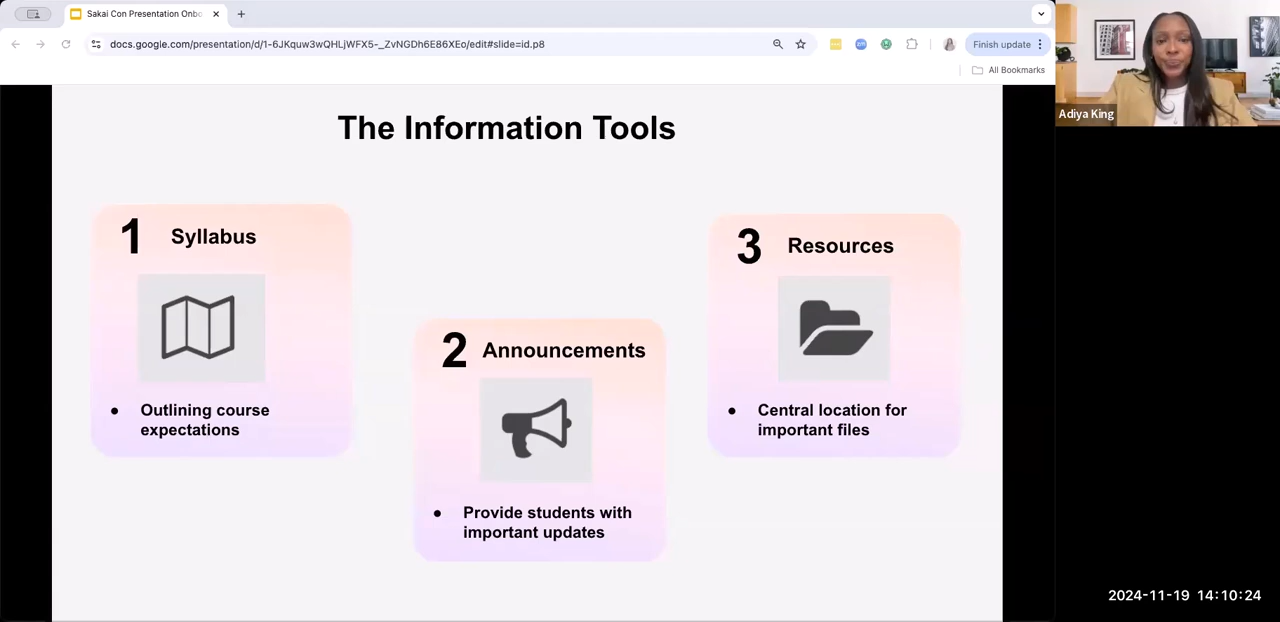 Sakai Con Presentation Onbo
docs.google.com/presentation/d/1-6JKquw3wQHLjWFX5-_ZvNGDh6E86XEo/edit#slide=id.p8
Finish update
All Bookmarks
Adiya King
The Information Tools
1 Syllabus
• Outlining course
expectations
2 Announcements
• Provide students with
important updates
3 Resources
• Central location for
important files
2024-11-19 14:10:24